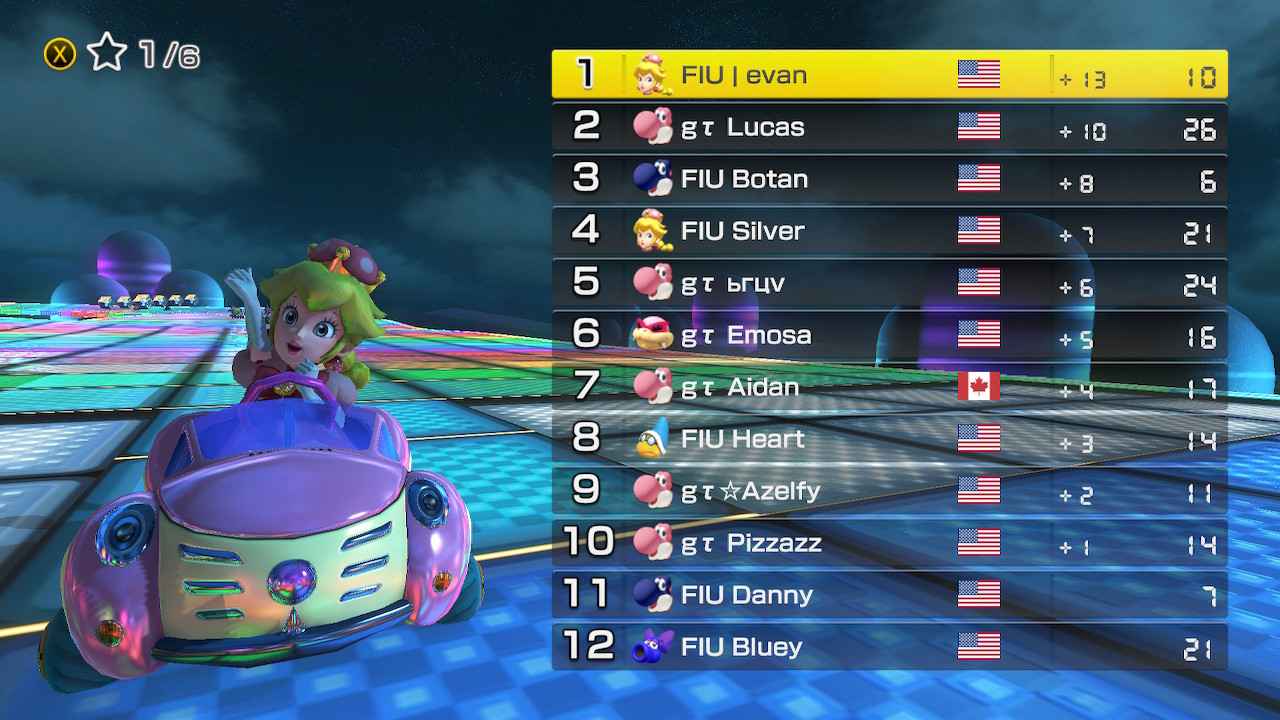 X ☆ 1/6
1 FIU | evan + 13 10
2 gτ Lucas + 10 26
3 FIU Botan + 8 6
4 FIU Silver + 7 21
5 gτ ьгцv + 6 24
6 gτ Emosa + 5 16
7 gτ Aidan + 4 17
8 FIU Heart + 3 14
9 gτ☆Azelfy + 2 11
10 gτ Pizzazz + 1 14
11 FIU Danny 7
12 FIU Bluey 21